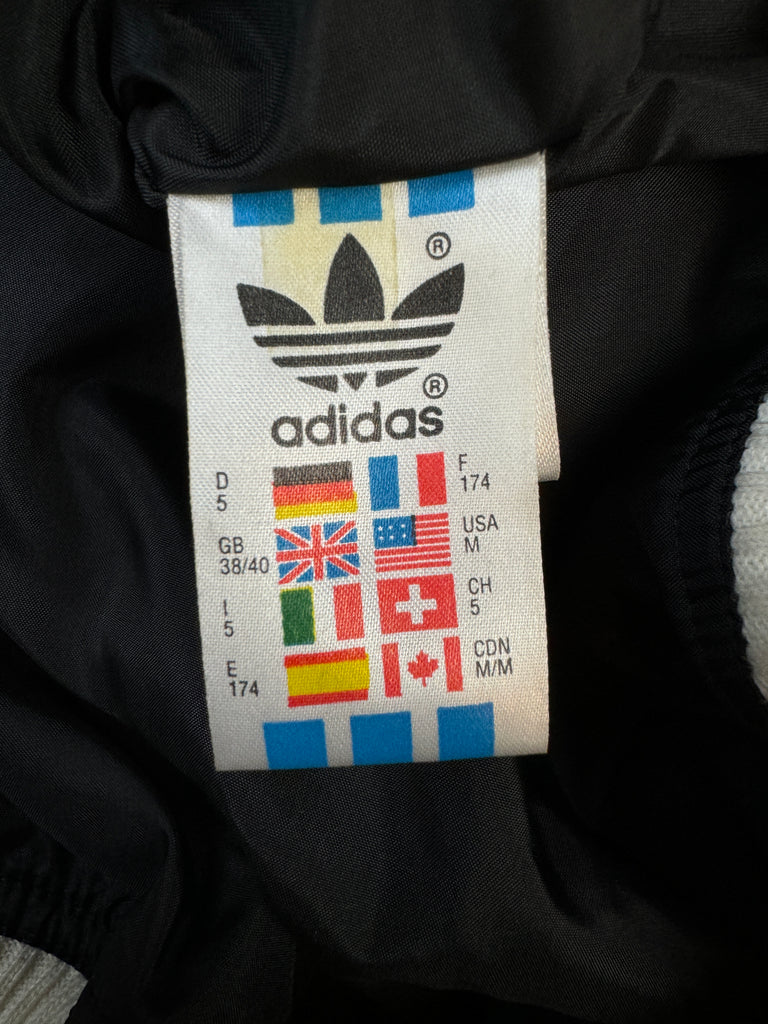 ®
®
adidas
D
5
F
174
GB
38/40
USA
M
I
5
CH
5
E
174
CDN
M/M